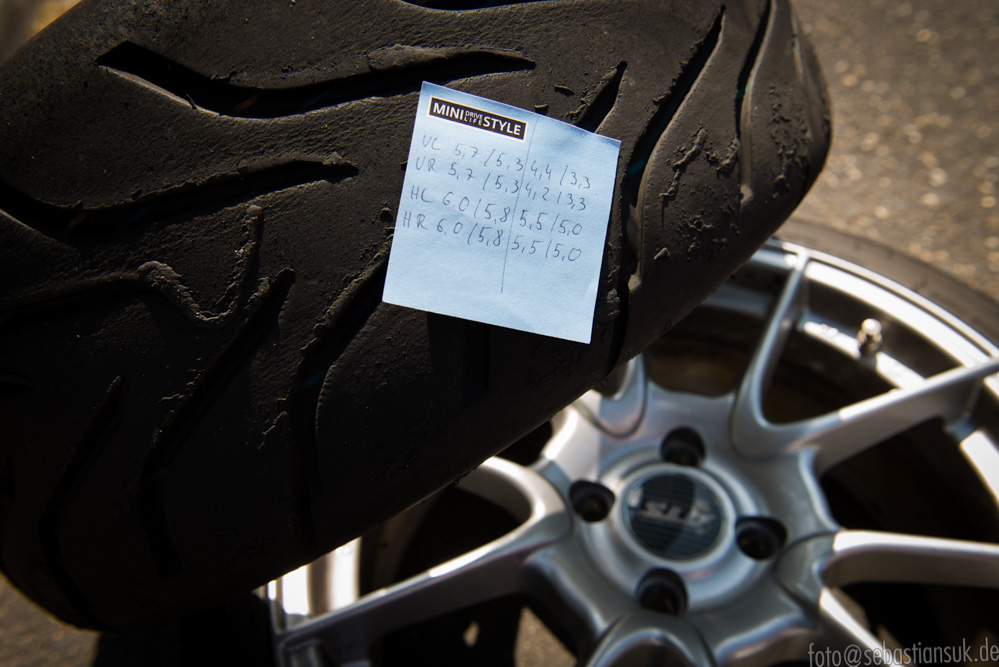 MINI DRIVE LIFE STYLE
VL 5,7 / 5,3 4,4 / 3,3
VR 5,7 / 5,3 4,2 / 3,3
HL 6,0 / 5,8 5,5 / 5,0
HR 6,0 / 5,8 5,5 / 5,0
foto@sebastiansuk.de